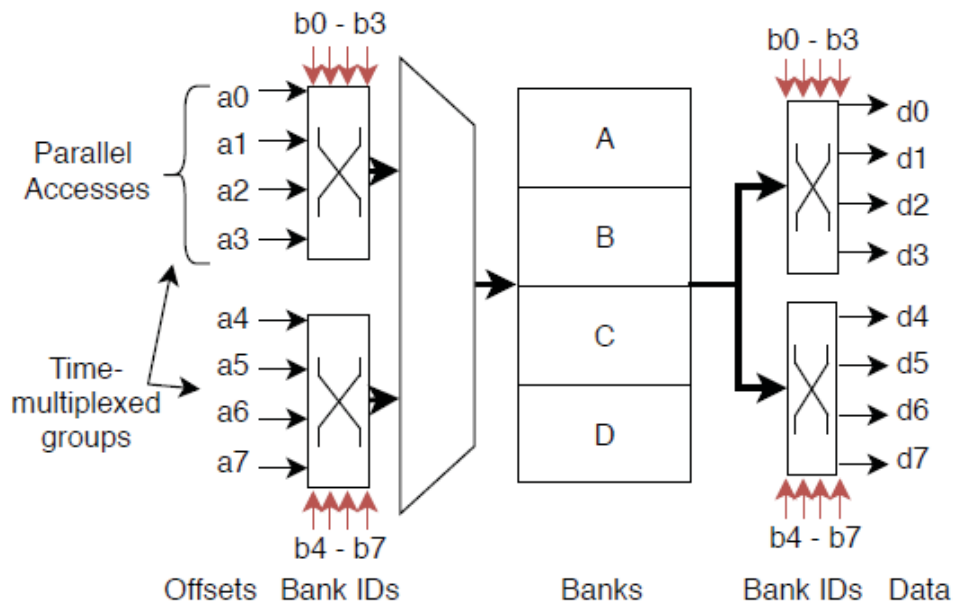 b0 - b3
b0 - b3
Parallel
Accesses
a0
a1
a2
a3
A
B
C
D
d0
d1
d2
d3
Time-
multiplexed
groups
a4
a5
a6
a7
d4
d5
d6
d7
b4 - b7
b4 - b7
Offsets
Bank IDs
Banks
Bank IDs
Data